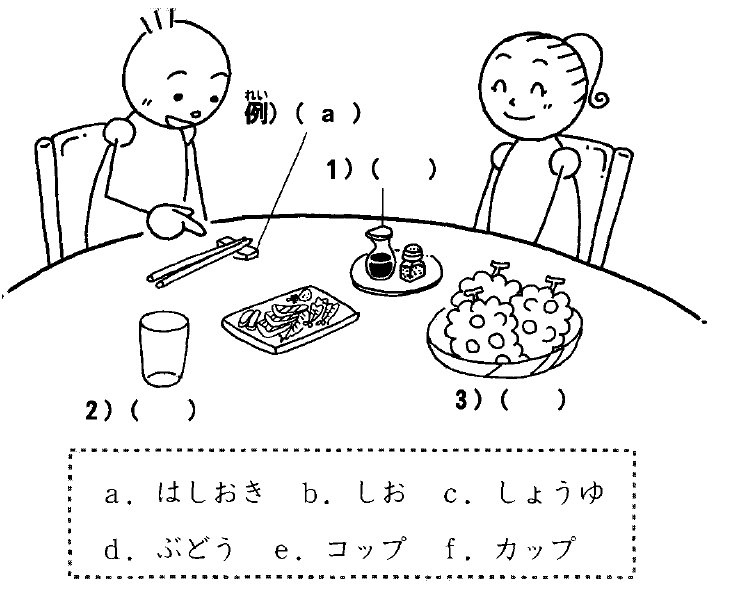 れい
例）（ a ）
1）（ ）
2）（ ）
3）（ ）
a．はしおき b．しお c．しょうゆ
d．ぶどう e．コップ f．カップ